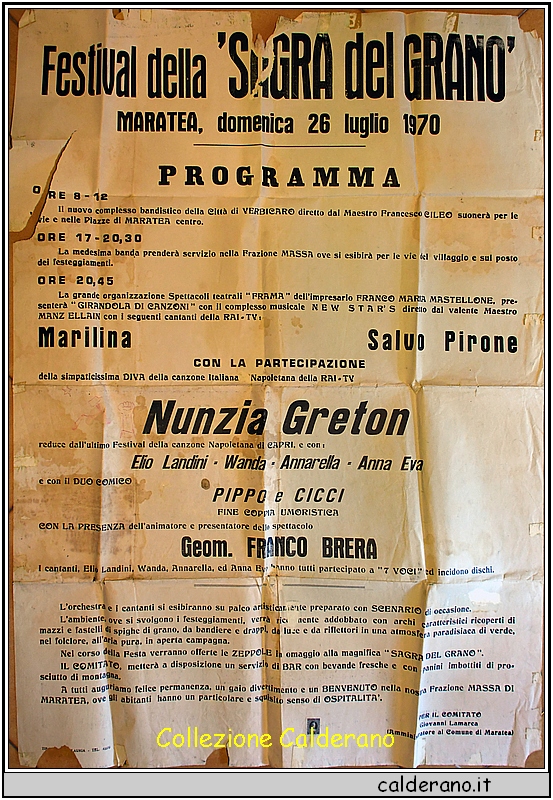 Festival della 'SAGRA del GRANO'
MARATEA, domenica 26 luglio 1970
PROGRAMMA
ORE 8-12
Il nuovo complesso bandistico della Città di VERBICARO diretto dal Maestro Francesco CILEO suonerà per le
vie e nelle Piazze di MARATEA centro.
ORE 17-20,30
La medesima banda prenderà servizio nella Frazione MASSA ove si esibirà per le vie del villaggio e sul posto
dei festeggiamenti.
ORE 20,45
La grande organizzazione Spettacoli teatrali "FRAMA" dell'impresario FRANCO MARIA MASTELLONE, pre-
senterà "GIRANDOLA DI CANZONI" con il complesso musicale NEW STAR'S diretto dal valente Maestro
MANZ ELLAIN con i seguenti cantanti della RAI-TV:
Marilina Salvo Pirone
CON LA PARTECIPAZIONE
della simpaticissima DIVA della canzone Italiana Napoletana della RAI-TV
Nunzia Greton
reduce dall'ultimo Festival della canzone Napoletana di CAPRI, e con:
Elio Landini - Wanda - Annarella - Anna Eva
e con il DUO COMICO
PIPPO e CICCI
FINE COPPIA UMORISTICA
CON LA PRESENZA dell'animatore e presentatore dello spettacolo
Geom. FRANCO BRERA
I cantanti, Elio Landini, Wanda, Annarella, ed Anna Eva hanno tutti partecipato a "7 VOCI" ed incidono dischi.
L'orchestra e i cantanti si esibiranno su palco artisticamente preparato con SCENARIO di occasione.
L'ambiente, ove si svolgono i festeggiamenti, verrà riccamente addobbato con archi caratteristici ricoperti di
mazzi e fastelli di spighe di grano, da bandiere e drappi, da luce e da riflettori in una atmosfera paradisiaca di verde,
nel folclore, all'aria pura, in aperta campagna.
Nel corso della Festa verranno offerte le ZEPPOLE in omaggio alla magnifica "SAGRA DEL GRANO".
IL COMITATO, metterà a disposizione un servizio di BAR con bevande fresche e con panini imbottiti di pro-
sciutto di montagna.
A tutti auguriamo felice permanenza, un gaio divertimento e un BENVENUTO nella nostra Frazione MASSA DI
MARATEA, ove gli abitanti hanno un particolare e squisito senso di OSPITALITA'.
PER IL COMITATO
Giovanni Lamarca
(Amministratore al Comune di Maratea)
Collezione Calderano
calderano.it